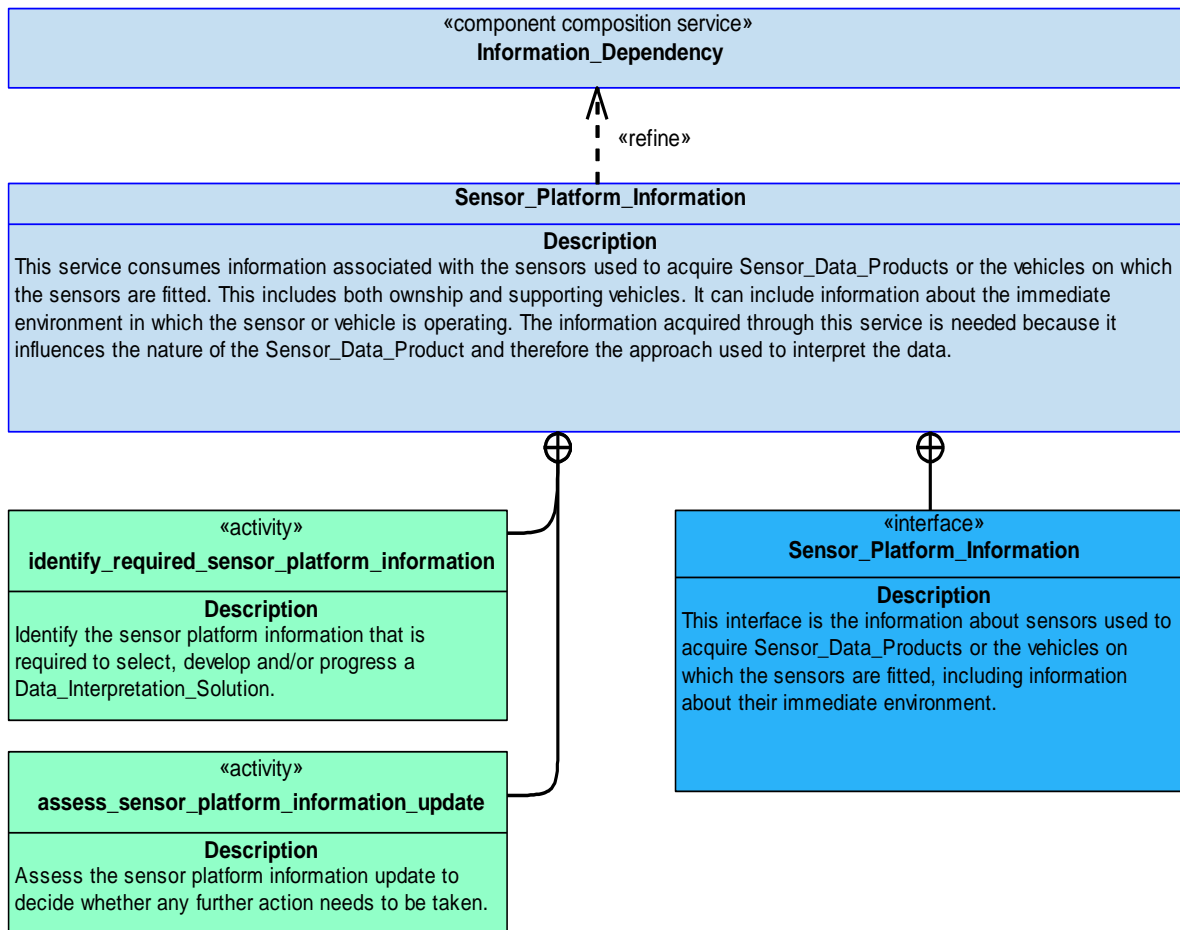 «component composition service»
Information_Dependency
«refine»
Sensor_Platform_Information
Description
This service consumes information associated with the sensors used to acquire Sensor_Data_Products or the vehicles on which
the sensors are fitted. This includes both ownship and supporting vehicles. It can include information about the immediate
environment in which the sensor or vehicle is operating. The information acquired through this service is needed because it
influences the nature of the Sensor_Data_Product and therefore the approach used to interpret the data.
«activity»
identify_required_sensor_platform_information
Description
Identify the sensor platform information that is
required to select, develop and/or progress a
Data_Interpretation_Solution.
«interface»
Sensor_Platform_Information
Description
This interface is the information about sensors used to
acquire Sensor_Data_Products or the vehicles on
which the sensors are fitted, including information
about their immediate environment.
«activity»
assess_sensor_platform_information_update
Description
Assess the sensor platform information update to
decide whether any further action needs to be taken.